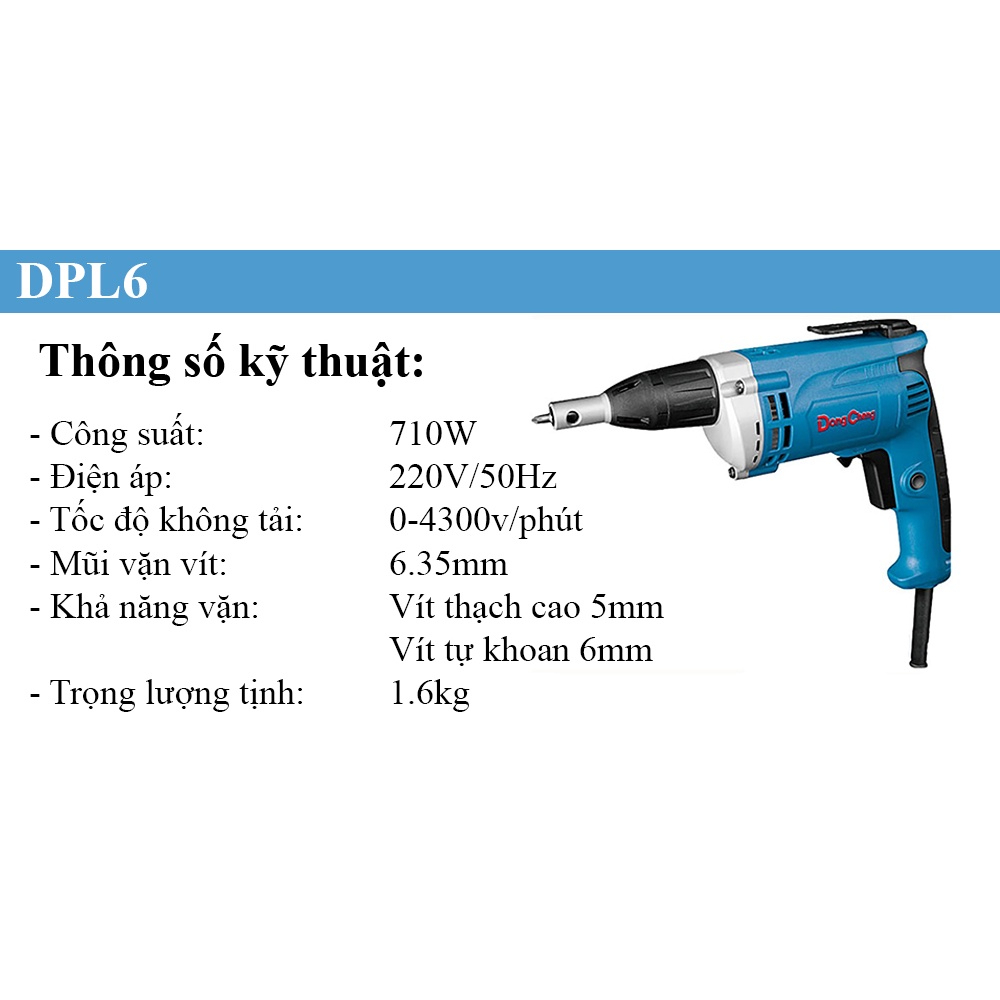 DPL6
Thông số kỹ thuật:
- Công suất: 710W
- Điện áp: 220V/50Hz
- Tốc độ không tải: 0-4300v/phút
- Mũi vặn vít: 6.35mm
- Khả năng vặn: Vít thạch cao 5mm
Vít tự khoan 6mm
- Trọng lượng tịnh: 1.6kg
DongCheng